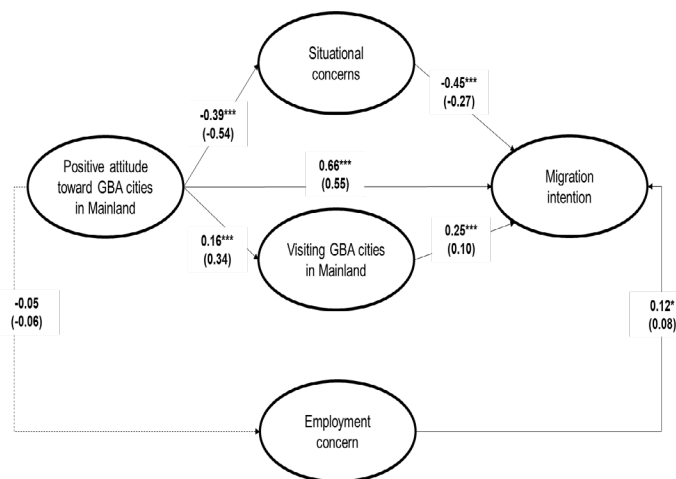 Situational
concerns
-0.45***
(-0.27)
-0.39***
(-0.54)
Positive attitude
toward GBA cities
in Mainland
0.66***
(0.55)
Migration
intention
0.16***
(0.34)
Visiting GBA cities
in Mainland
0.25***
(0.10)
-0.05
(-0.06)
0.12*
(0.08)
Employment
concern